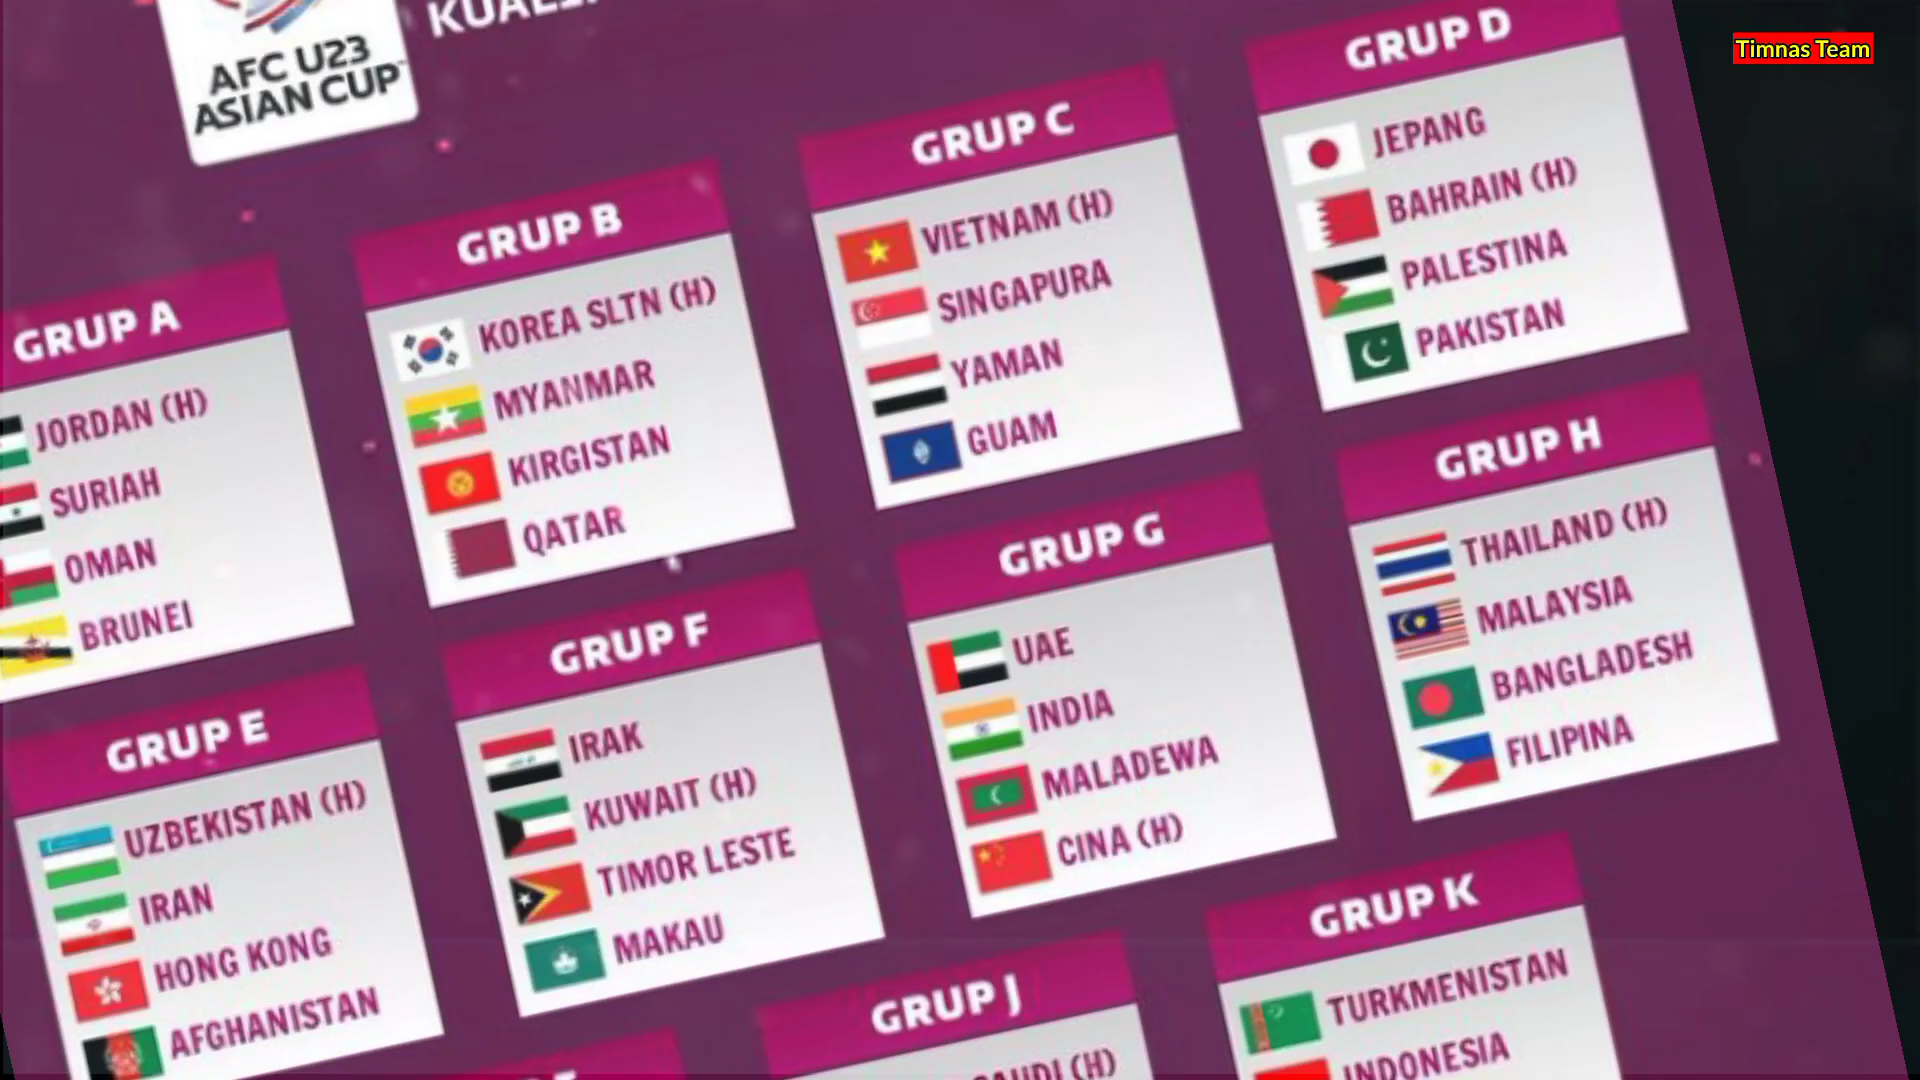 AFC U23
ASIAN CUP
Timnas Team
GRUP A
JORDAN (H)
SURIAH
OMAN
BRUNEI
GRUP B
KOREA SLTN (H)
MYANMAR
KIRGISTAN
QATAR
GRUP C
VIETNAM (H)
SINGAPURA
YAMAN
GUAM
GRUP D
JEPANG
BAHRAIN (H)
PALESTINA
PAKISTAN
GRUP E
UZBEKISTAN (H)
IRAN
HONG KONG
AFGHANISTAN
GRUP F
IRAK
KUWAIT (H)
TIMOR LESTE
MAKAU
GRUP G
UAE
INDIA
MALADEWA
CINA (H)
GRUP H
THAILAND (H)
MALAYSIA
BANGLADESH
FILIPINA
GRUP J
SAUDI (H)
GRUP K
TURKMENISTAN
INDONESIA